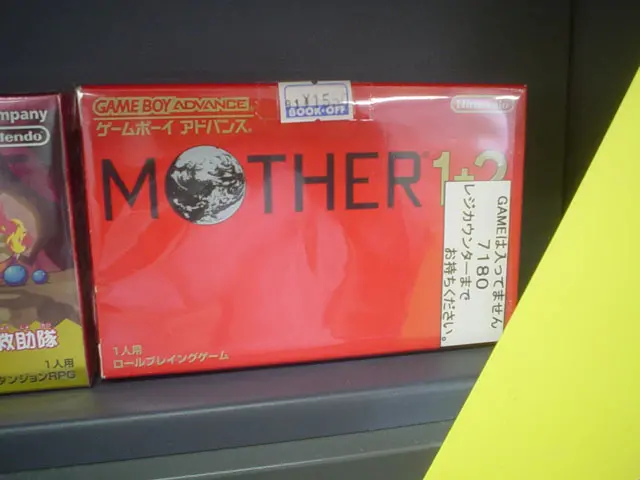 GAME BOY ADVANCE
ゲームボーイ アドバンス
BOOK·OFF
Nintendo
MOTHER 1+2
GAMEは入ってません
7180
レジカウンターまで
お持ちください。
1人用
ロールプレイングゲーム
mpany
tendo
救助隊
1人用
ダンジョンRPG